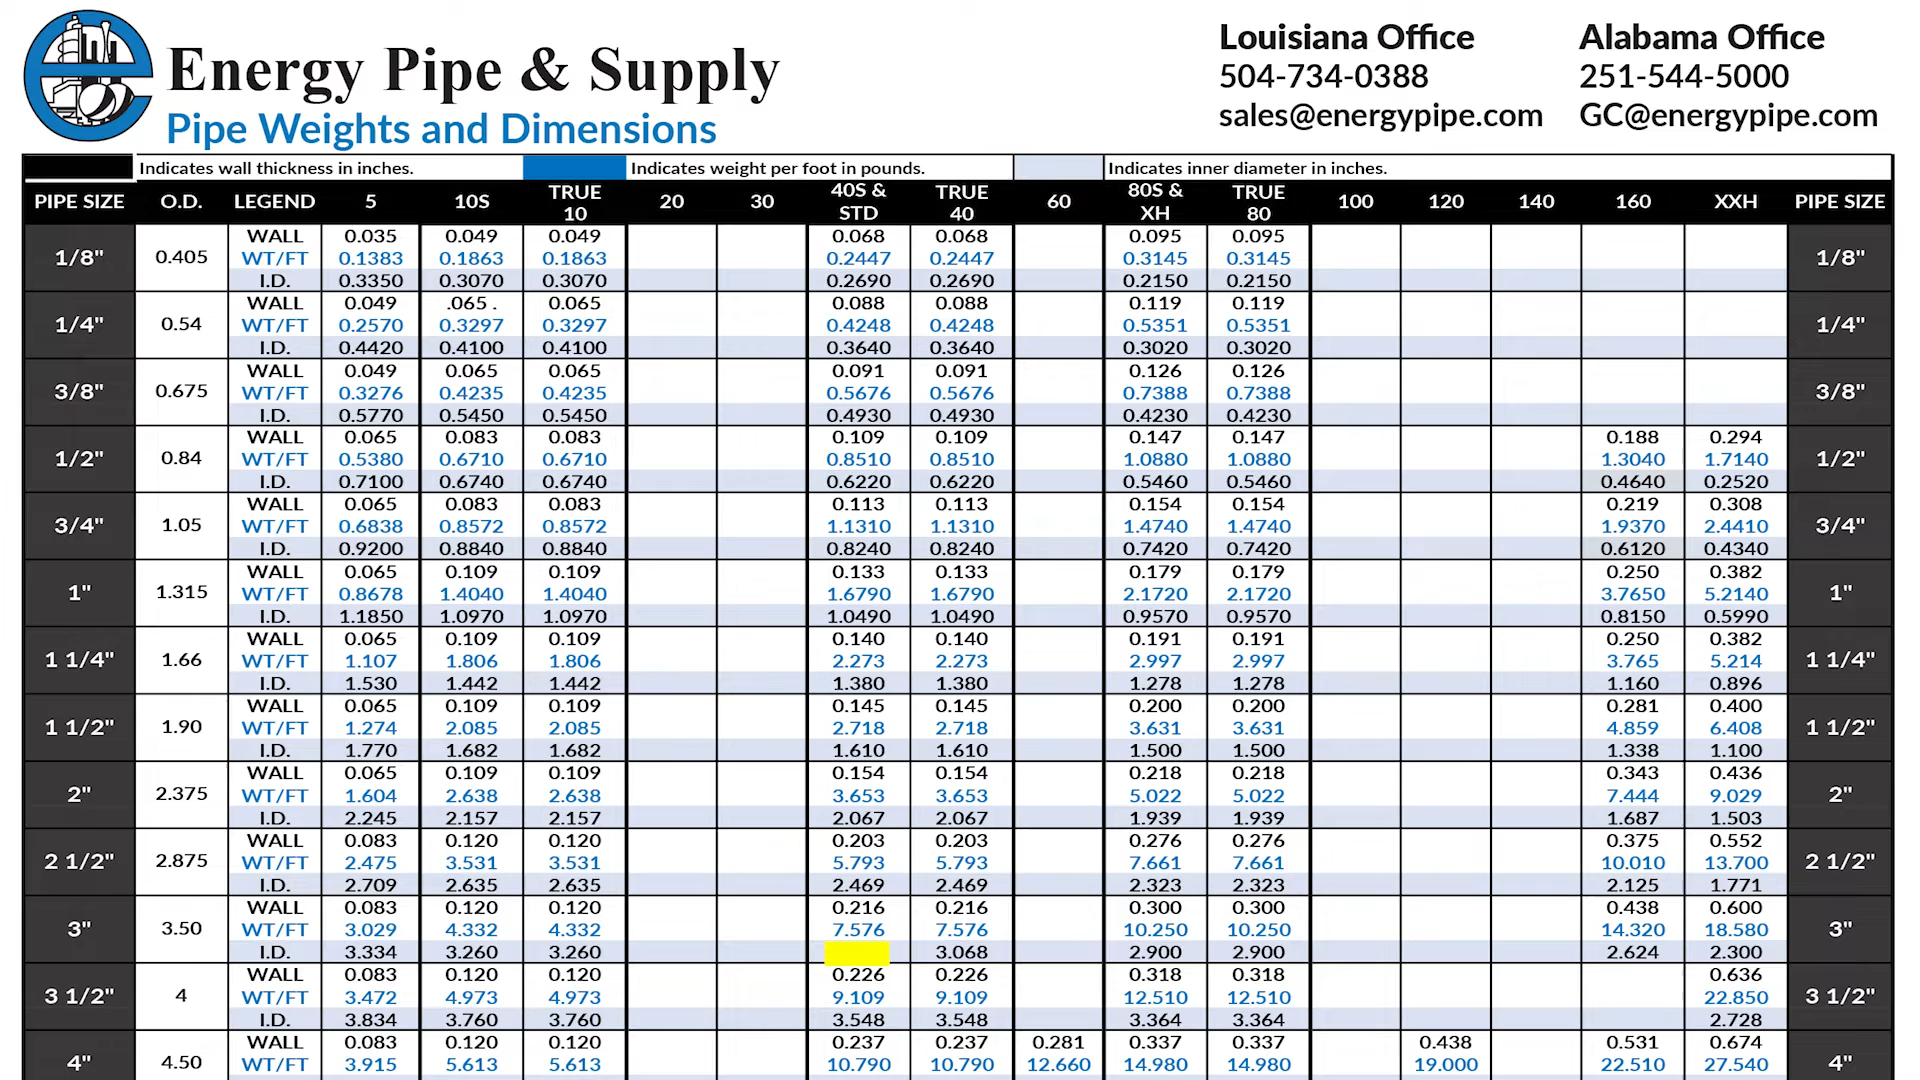 Energy Pipe & Supply
Pipe Weights and Dimensions
Louisiana Office
504-734-0388
sales@energypipe.com
Alabama Office
251-544-5000
GC@energypipe.com
Indicates wall thickness in inches. Indicates weight per foot in pounds. Indicates inner diameter in inches.
PIPE SIZE O.D. LEGEND 5 10S TRUE 10 20 30 40S & STD TRUE 40 60 80S & XH TRUE 80 100 120 140 160 XXH PIPE SIZE
1/8" 0.405 1/8"
WALL 0.035 0.049 0.049 0.068 0.068 0.095 0.095
WT/FT 0.1383 0.1863 0.1863 0.2447 0.2447 0.3145 0.3145
I.D. 0.3350 0.3070 0.3070 0.2690 0.2690 0.2150 0.2150
1/4" 0.54 1/4"
WALL 0.049 .065 . 0.065 0.088 0.088 0.119 0.119
WT/FT 0.2570 0.3297 0.3297 0.4248 0.4248 0.5351 0.5351
I.D. 0.4420 0.4100 0.4100 0.3640 0.3640 0.3020 0.3020
3/8" 0.675 3/8"
WALL 0.049 0.065 0.065 0.091 0.091 0.126 0.126
WT/FT 0.3276 0.4235 0.4235 0.5676 0.5676 0.7388 0.7388
I.D. 0.5770 0.5450 0.5450 0.4930 0.4930 0.4230 0.4230
1/2" 0.84 1/2"
WALL 0.065 0.083 0.083 0.109 0.109 0.147 0.147 0.188 0.294
WT/FT 0.5380 0.6710 0.6710 0.8510 0.8510 1.0880 1.0880 1.3040 1.7140
I.D. 0.7100 0.6740 0.6740 0.6220 0.6220 0.5460 0.5460 0.4640 0.2520
3/4" 1.05 3/4"
WALL 0.065 0.083 0.083 0.113 0.113 0.154 0.154 0.219 0.308
WT/FT 0.6838 0.8572 0.8572 1.1310 1.1310 1.4740 1.4740 1.9370 2.4410
I.D. 0.9200 0.8840 0.8840 0.8240 0.8240 0.7420 0.7420 0.6120 0.4340
1" 1.315 1"
WALL 0.065 0.109 0.109 0.133 0.133 0.179 0.179 0.250 0.382
WT/FT 0.8678 1.4040 1.4040 1.6790 1.6790 2.1720 2.1720 3.7650 5.2140
I.D. 1.1850 1.0970 1.0970 1.0490 1.0490 0.9570 0.9570 0.8150 0.5990
1 1/4" 1.66 1 1/4"
WALL 0.065 0.109 0.109 0.140 0.140 0.191 0.191 0.250 0.382
WT/FT 1.107 1.806 1.806 2.273 2.273 2.997 2.997 3.765 5.214
I.D. 1.530 1.442 1.442 1.380 1.380 1.278 1.278 1.160 0.896
1 1/2" 1.90 1 1/2"
WALL 0.065 0.109 0.109 0.145 0.145 0.200 0.200 0.281 0.400
WT/FT 1.274 2.085 2.085 2.718 2.718 3.631 3.631 4.859 6.408
I.D. 1.770 1.682 1.682 1.610 1.610 1.500 1.500 1.338 1.100
2" 2.375 2"
WALL 0.065 0.109 0.109 0.154 0.154 0.218 0.218 0.343 0.436
WT/FT 1.604 2.638 2.638 3.653 3.653 5.022 5.022 7.444 9.029
I.D. 2.245 2.157 2.157 2.067 2.067 1.939 1.939 1.687 1.503
2 1/2" 2.875 2 1/2"
WALL 0.083 0.120 0.120 0.203 0.203 0.276 0.276 0.375 0.552
WT/FT 2.475 3.531 3.531 5.793 5.793 7.661 7.661 10.010 13.700
I.D. 2.709 2.635 2.635 2.469 2.469 2.323 2.323 2.125 1.771
3" 3.50 3"
WALL 0.083 0.120 0.120 0.216 0.216 0.300 0.300 0.438 0.600
WT/FT 3.029 4.332 4.332 7.576 7.576 10.250 10.250 14.320 18.580
I.D. 3.334 3.260 3.260 3.068 2.900 2.900 2.624 2.300
3 1/2" 4 3 1/2"
WALL 0.083 0.120 0.120 0.226 0.226 0.318 0.318 0.636
WT/FT 3.472 4.973 4.973 9.109 9.109 12.510 12.510 22.850
I.D. 3.834 3.760 3.760 3.548 3.548 3.364 3.364 2.728
4" 4.50 4"
WALL 0.083 0.120 0.120 0.237 0.237 0.281 0.337 0.337 0.438 0.531 0.674
WT/FT 3.915 5.613 5.613 10.790 10.790 12.660 14.980 14.980 19.000 22.510 27.540